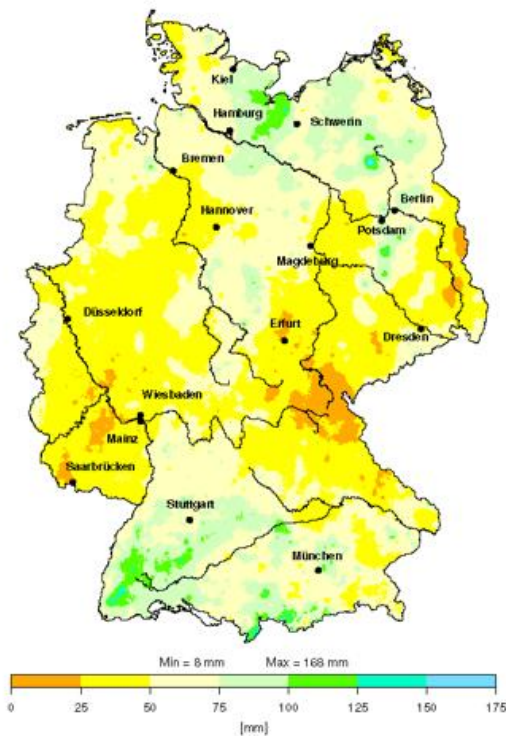 Kiel
Hamburg
Schwerin
Bremen
Berlin
Hannover
Potsdam
Magdeburg
Düsseldorf
Erfurt
Dresden
Wiesbaden
Mainz
Saarbrücken
Stuttgart
München
Min = 8 mm Max = 168 mm
0 25 50 75 100 125 150 175
[mm]